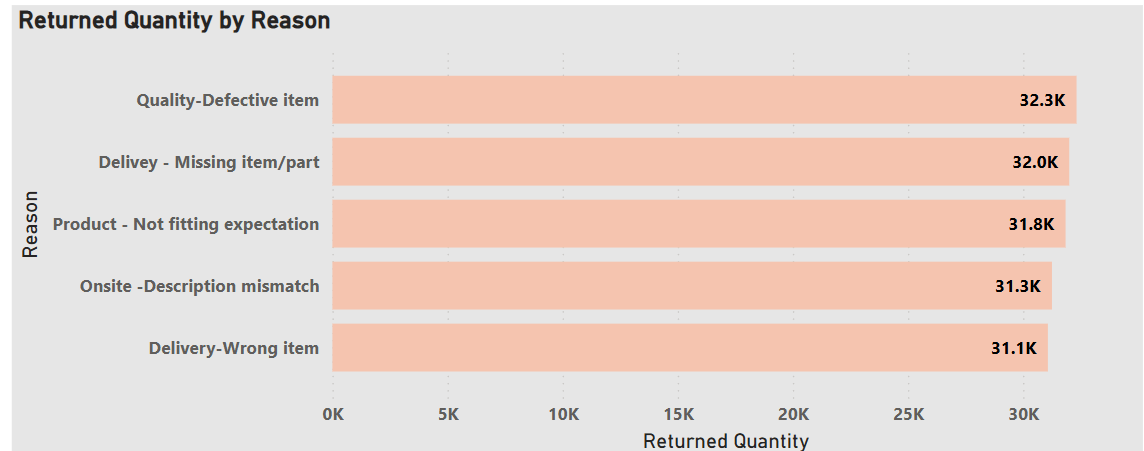 Returned Quantity by Reason
Reason
Quality-Defective item
32.3K
Delivey - Missing item/part
32.0K
Product - Not fitting expectation
31.8K
Onsite -Description mismatch
31.3K
Delivery-Wrong item
31.1K
0K 5K 10K 15K 20K 25K 30K
Returned Quantity